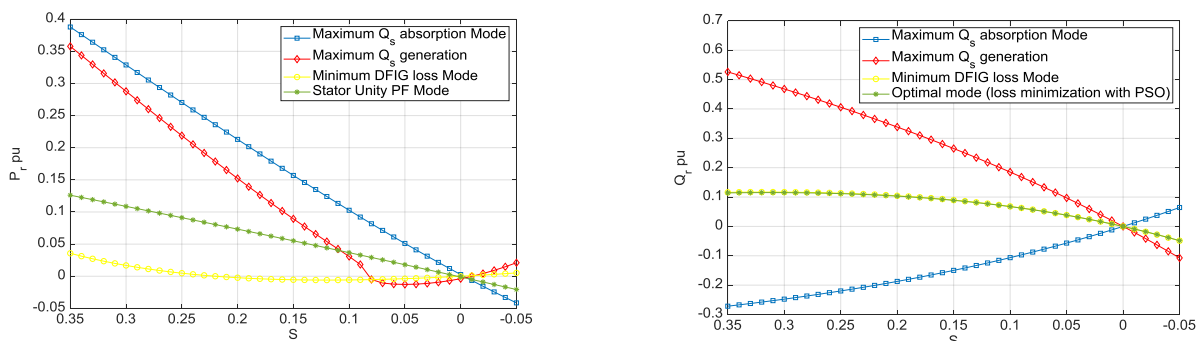 0.4
0.35
0.3
0.25
0.2
0.15
0.1
0.05
0
-0.05
P_r pu
Maximum Q_s absorption Mode
Maximum Q_s generation
Minimum DFIG loss Mode
Stator Unity PF Mode
0.35 0.3 0.25 0.2 0.15 0.1 0.05 0 -0.05
S
0.7
0.6
0.5
0.4
0.3
0.2
0.1
0
-0.1
-0.2
-0.3
Q_r pu
Maximum Q_s absorption Mode
Maximum Q_s generation
Minimum DFIG loss Mode
Optimal mode (loss minimization with PSO)
0.35 0.3 0.25 0.2 0.15 0.1 0.05 0 -0.05
S